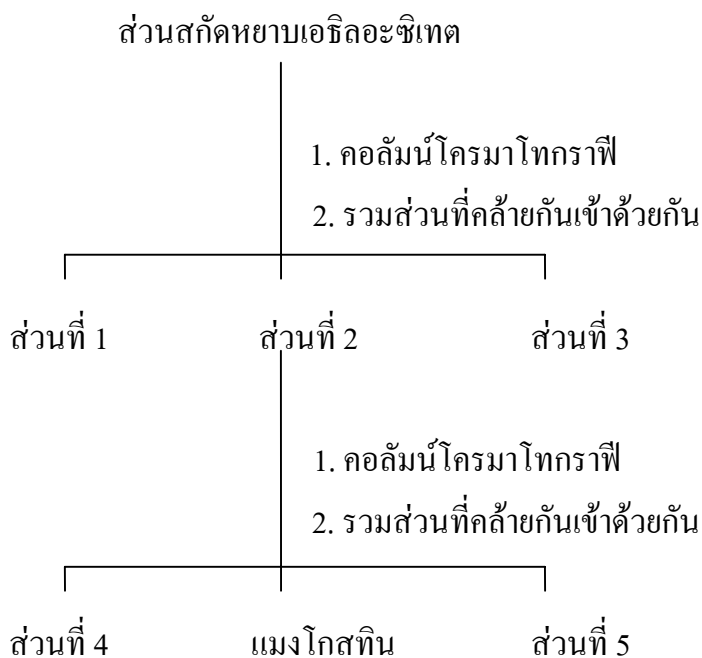 ส่วนสกัดหยาบเอธิลอะซิเทต
1. คอลัมน์โครมาโทกราฟี
2. รวมส่วนที่คล้ายกันเข้าด้วยกัน
ส่วนที่ 1 ส่วนที่ 2 ส่วนที่ 3
1. คอลัมน์โครมาโทกราฟี
2. รวมส่วนที่คล้ายกันเข้าด้วยกัน
ส่วนที่ 4 แมงโกสทิน ส่วนที่ 5